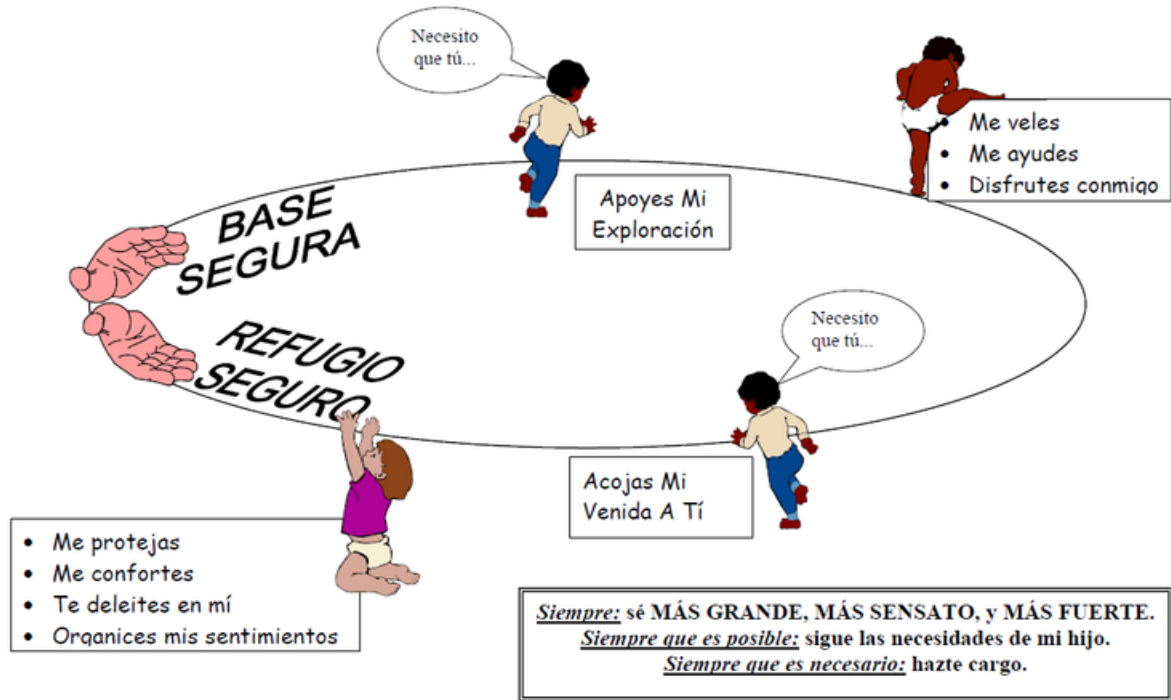 Necesito
que tú...
• Me veles
• Me ayudes
• Disfrutes conmigo
BASE
SEGURA
Apoyes Mi
Exploración
REFUGIO
SEGURO
Necesito
que tú...
Acojas Mi
Venida A Tí
• Me protejas
• Me confortes
• Te deleites en mí
• Organices mis sentimientos
Siempre: sé MÁS GRANDE, MÁS SENSATO, y MÁS FUERTE.
Siempre que es posible: sigue las necesidades de mi hijo.
Siempre que es necesario: hazte cargo.